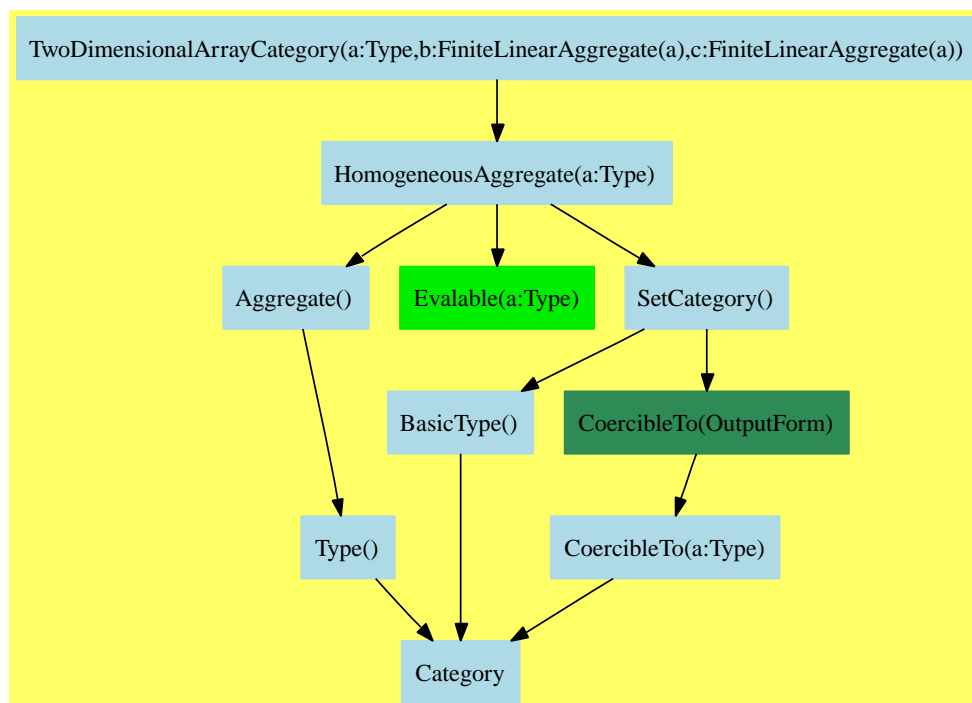 TwoDimensionalArrayCategory(a:Type,b:FiniteLinearAggregate(a),c:FiniteLinearAggregate(a))
HomogeneousAggregate(a:Type)
Aggregate()
Evalable(a:Type)
SetCategory()
BasicType()
CoercibleTo(OutputForm)
Type()
CoercibleTo(a:Type)
Category